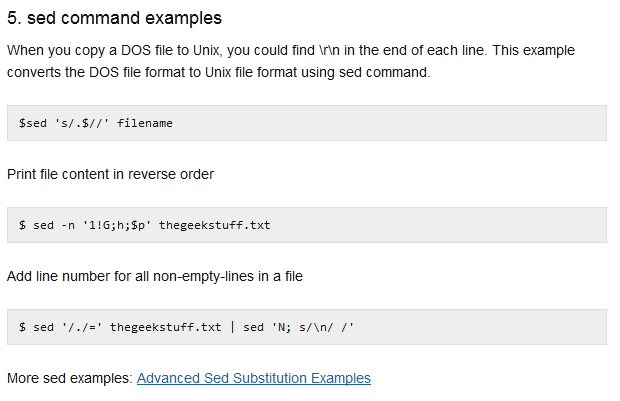 5. sed command examples
When you copy a DOS file to Unix, you could find \r\n in the end of each line. This example
converts the DOS file format to Unix file format using sed command.
$sed 's/.$//' filename
Print file content in reverse order
$ sed -n '1!G;h;$p' thegeekstuff.txt
Add line number for all non-empty-lines in a file
$ sed '/./=' thegeekstuff.txt | sed 'N; s/\n/ /'
More sed examples: Advanced Sed Substitution Examples